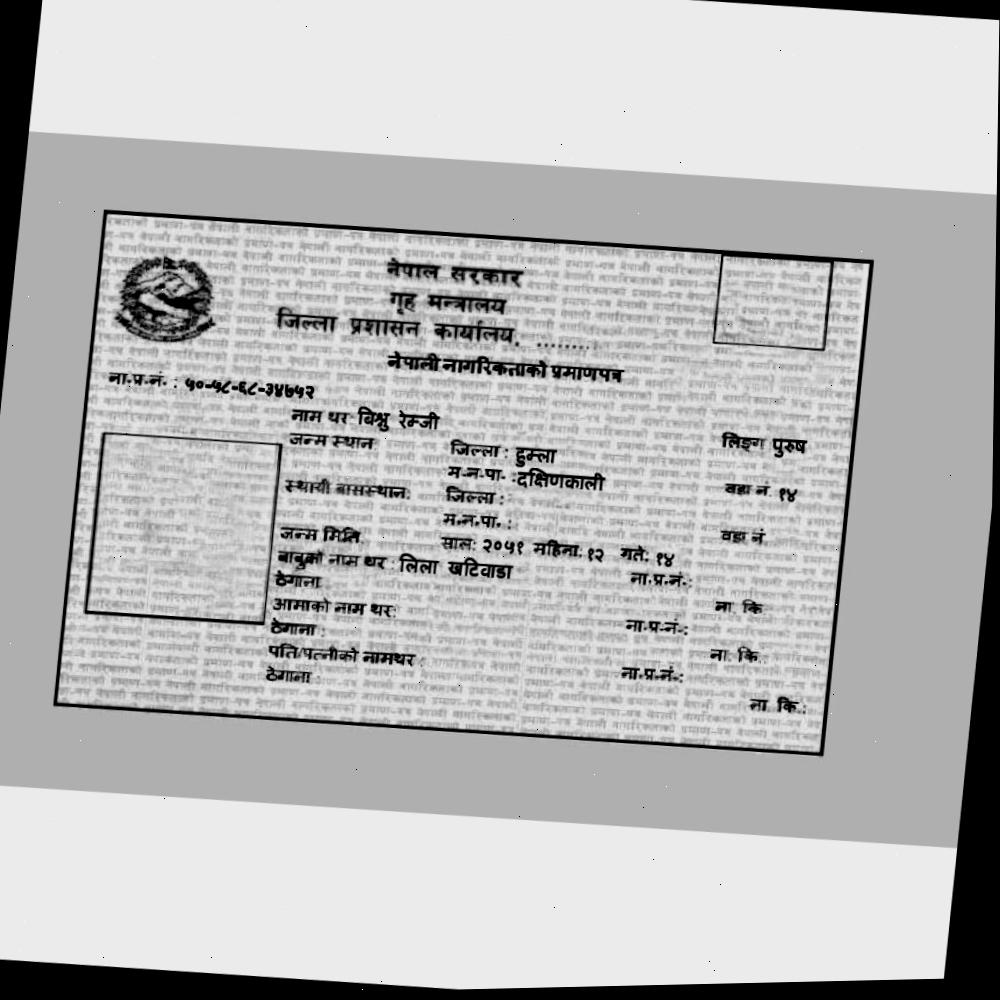 नेपाल सरकार
गृह मन्त्रालय
जिल्ला प्रशासन कार्यालय, ........
नेपाली नागरिकताको प्रमाणपत्र
ना.प्र.नं. : ५०-५८-६८-३४७५२
नाम थर बिश्नु रेम्जी लिङ्ग पुरुष
जन्म स्थान जिल्ला : हुम्ला
म.न.पा. :दक्षिणकाली वडा नं. १४
स्थायी बासस्थान: जिल्ला :
म.न.पा. : वडा नं.
जन्म मिति साल: २०५१ महिना: १२ गते: १४
बाबुको नाम थर : लिला खटिवाडा ना.प्र.नं.:
ठेगाना ना. कि
आमाको नाम थर: ना.प्र.नं.:
ठेगाना : ना. कि.:
पति/पत्नीको नामथर : ना.प्र.नं.:
ठेगाना : ना. कि.: